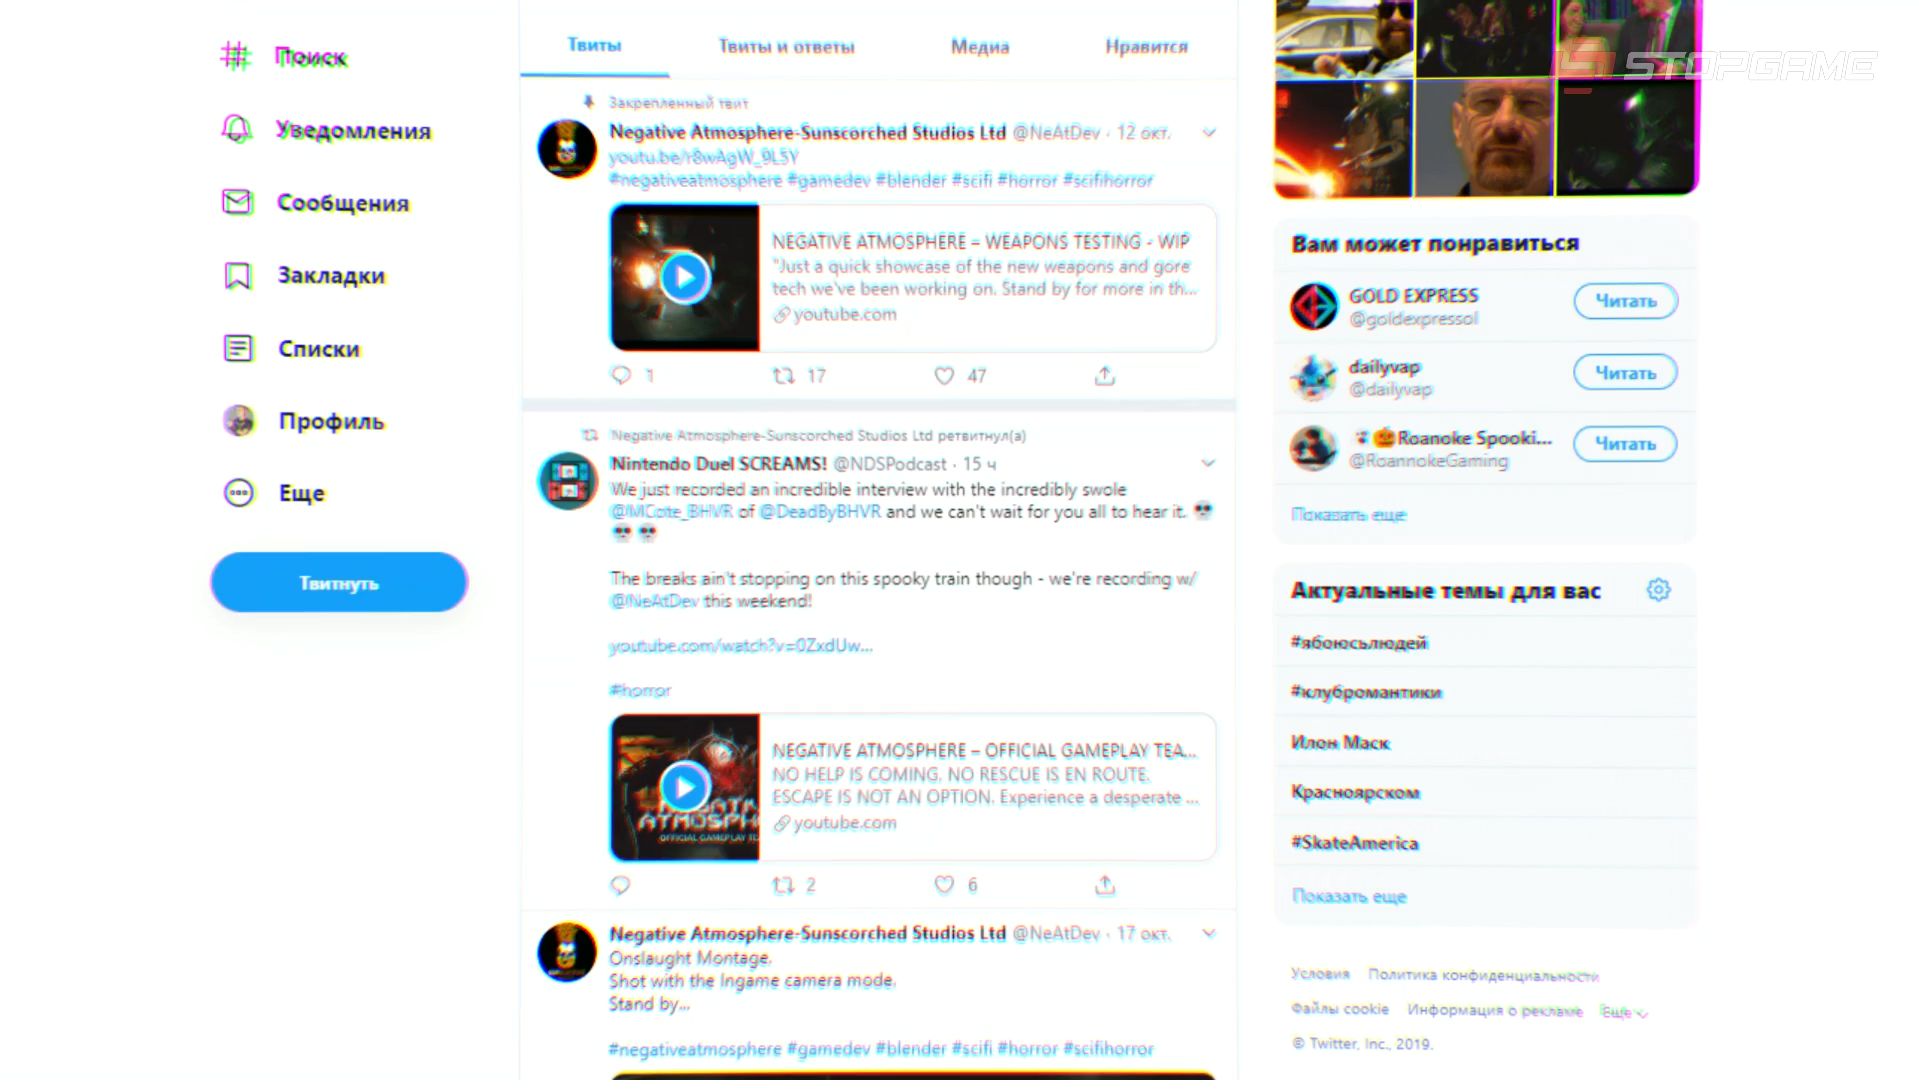 Поиск
Уведомления
Сообщения
Закладки
Списки
Профиль
Еще
Твитнуть
Твиты
Твиты и ответы
Медиа
Нравится
Закрепленный твит
Negative Atmosphere-Sunscorched Studios Ltd @NeAtDev · 12 окт.
youtu.be/r8wAgW_9L5Y
#negativeatmosphere #gamedev #blender #scifi #horror #scifihorror
NEGATIVE ATMOSPHERE – WEAPONS TESTING - WIP
"Just a quick showcase of the new weapons and gore
tech we've been working on. Stand by for more in th...
youtube.com
1 17 47
Negative Atmosphere-Sunscorched Studios Ltd ретвитнул(а)
Nintendo Duel SCREAMS! @NDSPodcast · 15 ч
We just recorded an incredible interview with the incredibly swole
@MCote_BHVR of @DeadByBHVR and we can't wait for you all to hear it. 💀
💀 💀
The breaks ain't stopping on this spooky train though - we're recording w/
@NeAtDev this weekend!
youtube.com/watch?v=0ZxdUw...
#horror
NEGATIVE ATMOSPHERE – OFFICIAL GAMEPLAY TEA...
NO HELP IS COMING. NO RESCUE IS EN ROUTE.
ESCAPE IS NOT AN OPTION. Experience a desperate ...
youtube.com
ATMOSPH
OFFICIAL GAMEPLAY TE
2 6
Negative Atmosphere-Sunscorched Studios Ltd @NeAtDev · 17 окт.
Onslaught Montage.
Shot with the Ingame camera mode.
Stand by...
#negativeatmosphere #gamedev #blender #scifi #horror #scifihorror
STOPGAME
Вам может понравиться
GOLD EXPRESS
@goldexpressol
Читать
dailyvap
@dailyvap
Читать
🎃Roanoke Spooki...
@RoannokeGaming
Читать
Показать еще
Актуальные темы для вас
#ябоюсьлюдей
#клубромантики
Илон Маск
Красноярском
#SkateAmerica
Показать еще
Условия Политика конфиденциальности
Файлы cookie Информация о рекламе Еще
© Twitter, Inc., 2019.